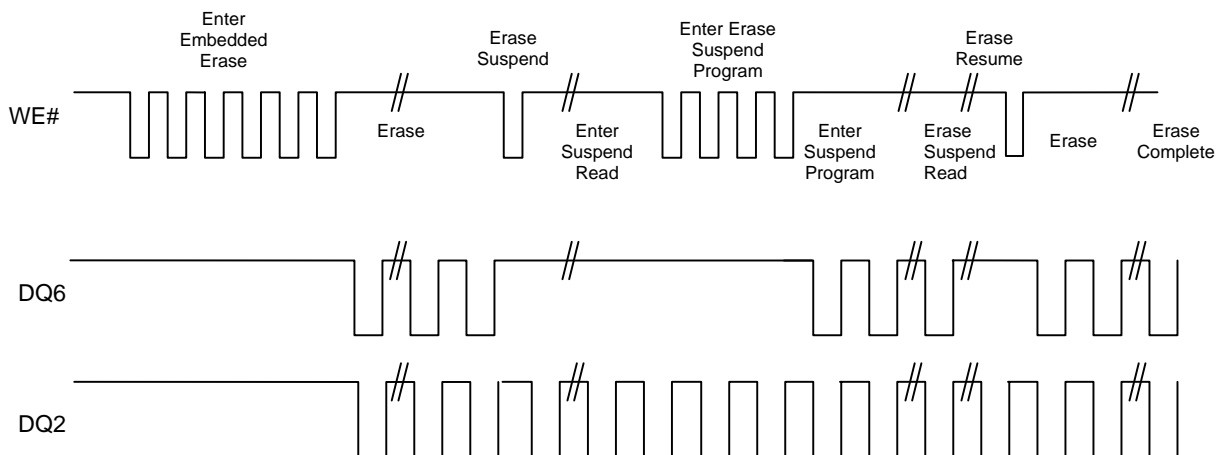 Enter
Embedded
Erase
Erase
Suspend
Enter Erase
Suspend
Program
Erase
Resume
WE#
Erase
Enter
Suspend
Read
Enter
Suspend
Program
Erase
Suspend
Read
Erase
Erase
Complete
DQ6
DQ2